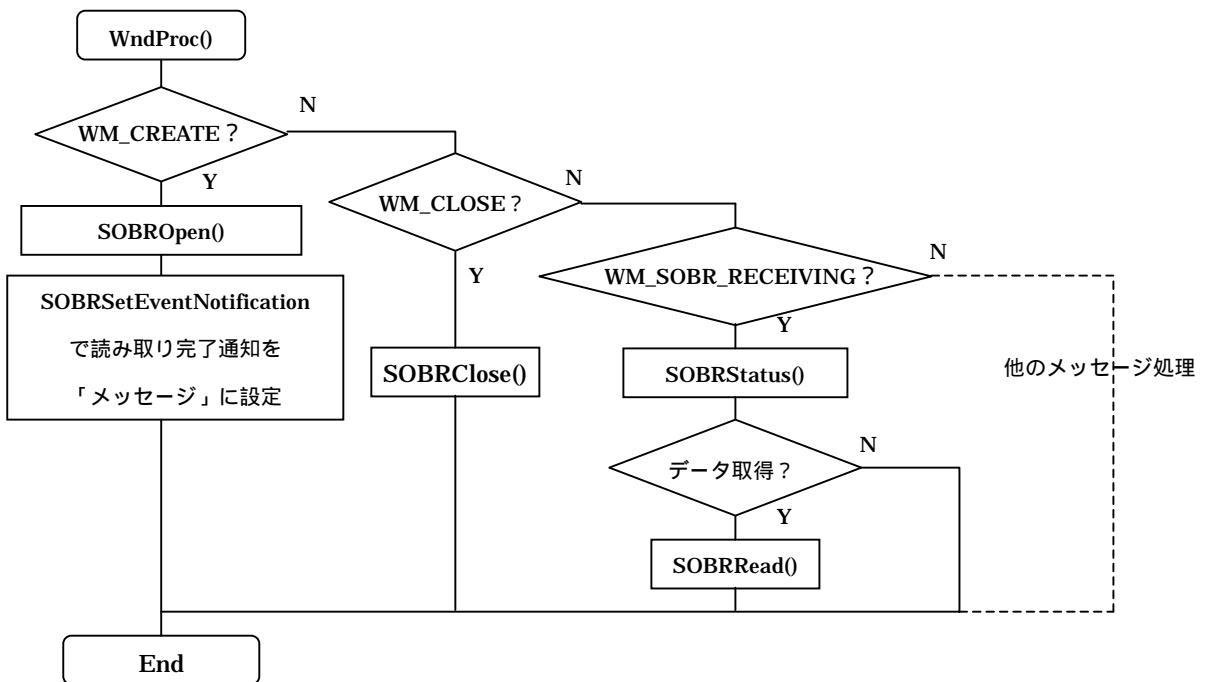 WndProc()
WM_CREATE？
N
Y
SOBROpen()
SOBRSetEventNotification
で読み取り完了通知を
「メッセージ」に設定
WM_CLOSE？
N
Y
SOBRClose()
WM_SOBR_RECEIVING？
N
Y
SOBRStatus()
他のメッセージ処理
データ取得？
N
Y
SOBRRead()
End